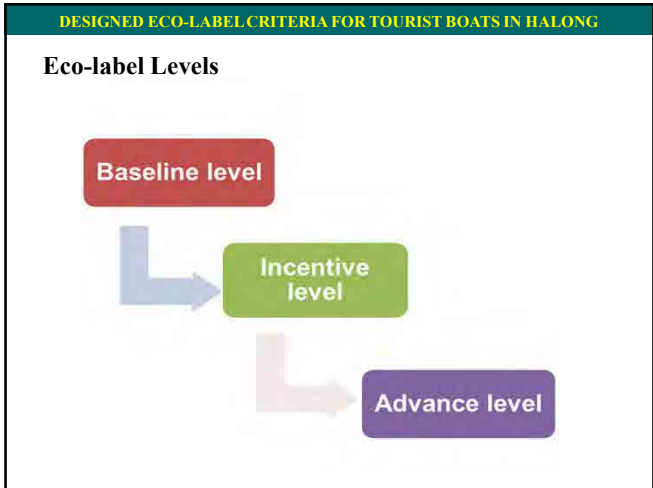 DESIGNED ECO-LABEL CRITERIA FOR TOURIST BOATS IN HALONG
Eco-label Levels
Baseline level
Incentive
level
Advance level